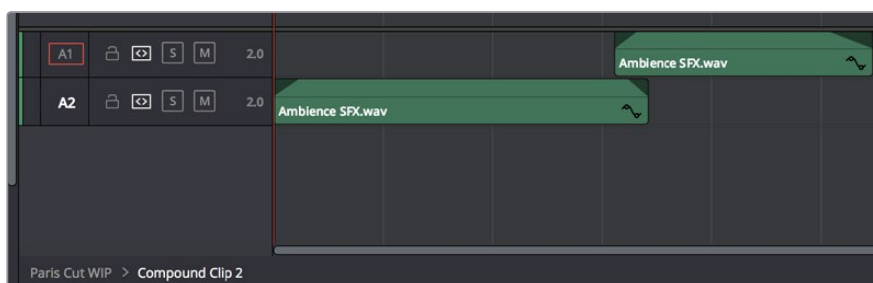 A1 S M 2.0
Ambience SFX.wav
A2 S M 2.0
Ambience SFX.wav
Paris Cut WIP > Compound Clip 2